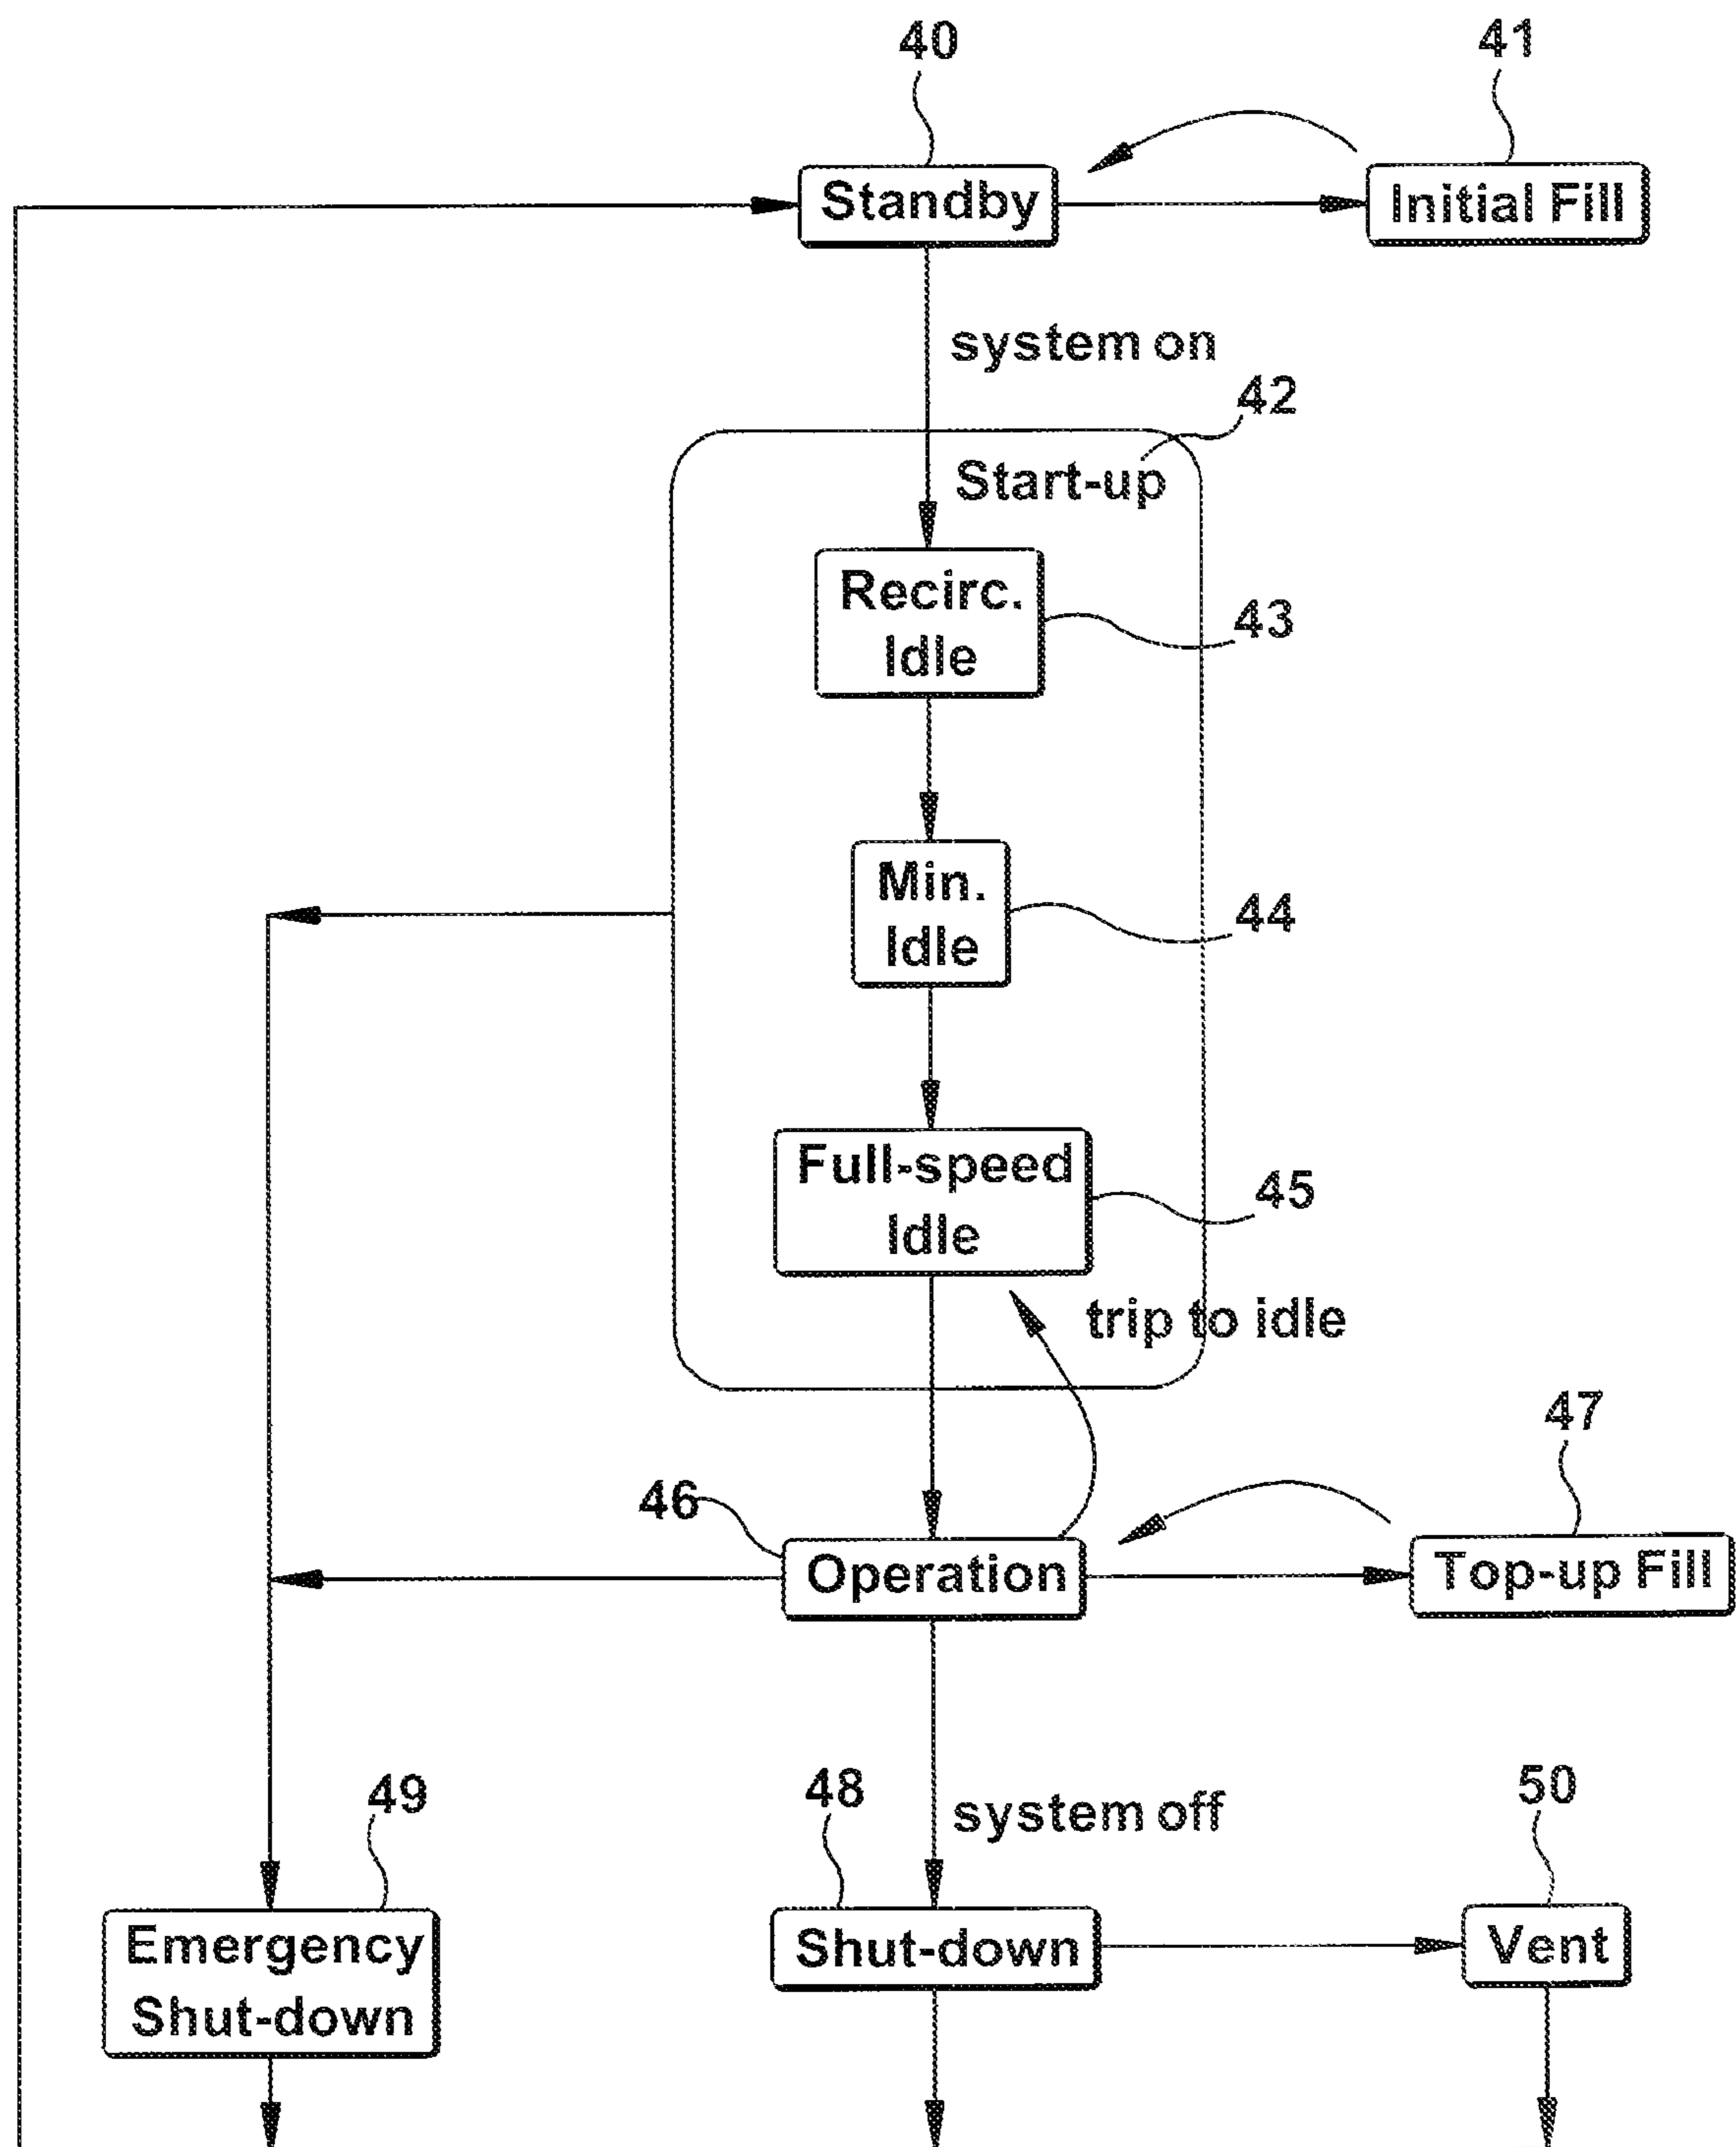 40
41
Standby
Initial Fill
system on
42
Start-up
Recirc.
Idle
43
Min.
Idle
44
Full-speed
Idle
45
trip to idle
47
46
Operation
Top-up Fill
49
48
system off
50
Emergency
Shut-down
Shut-down
Vent